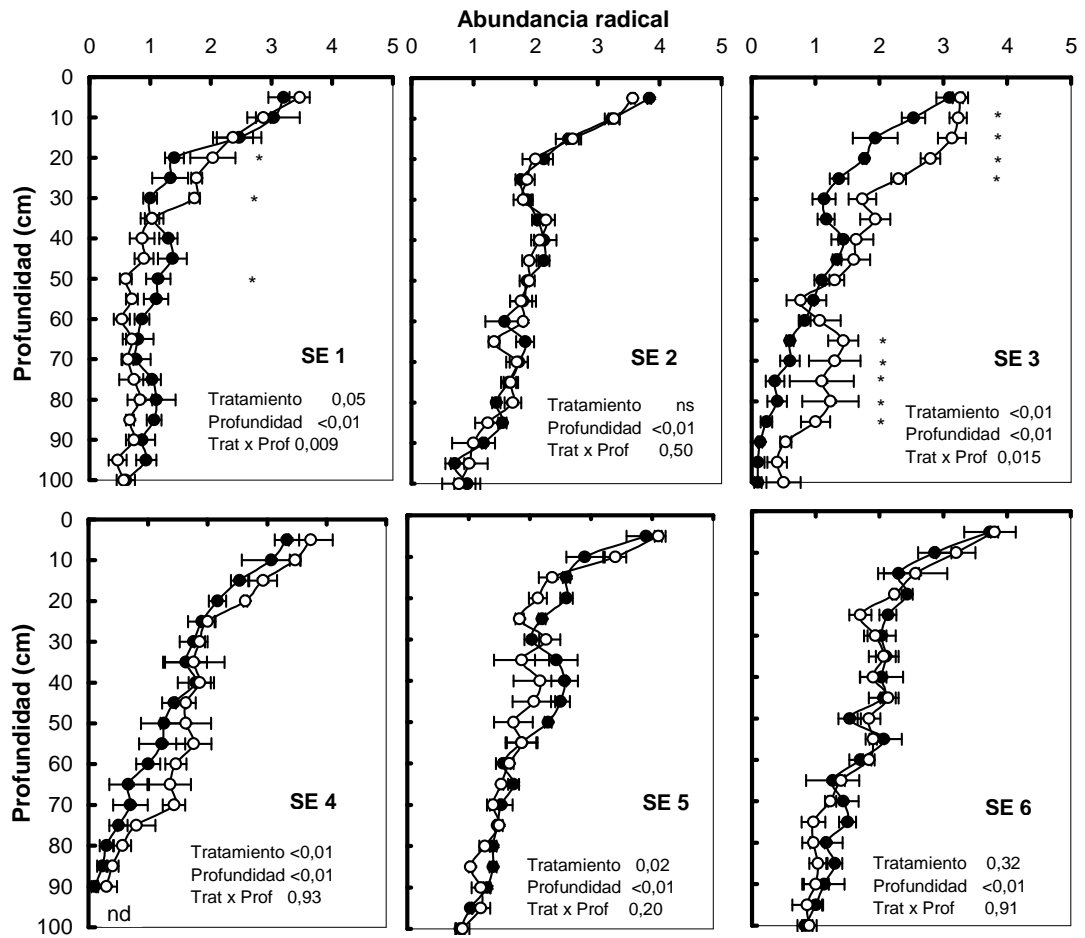 Abundancia radical
0 1 2 3 4 5
0 1 2 3 4 5
0 1 2 3 4 5
Profundidad (cm)
0
10
20
30
40
50
60
70
80
90
100
*
*
*
SE 1
Tratamiento 0,05
Profundidad <0,01
Trat x Prof 0,009
SE 2
Tratamiento ns
Profundidad <0,01
Trat x Prof 0,50
*
*
*
*
*
*
*
*
*
SE 3
Tratamiento <0,01
Profundidad <0,01
Trat x Prof 0,015
Profundidad (cm)
0
10
20
30
40
50
60
70
80
90
100
SE 4
Tratamiento <0,01
Profundidad <0,01
Trat x Prof 0,93
nd
SE 5
Tratamiento 0,02
Profundidad <0,01
Trat x Prof 0,20
SE 6
Tratamiento 0,32
Profundidad <0,01
Trat x Prof 0,91